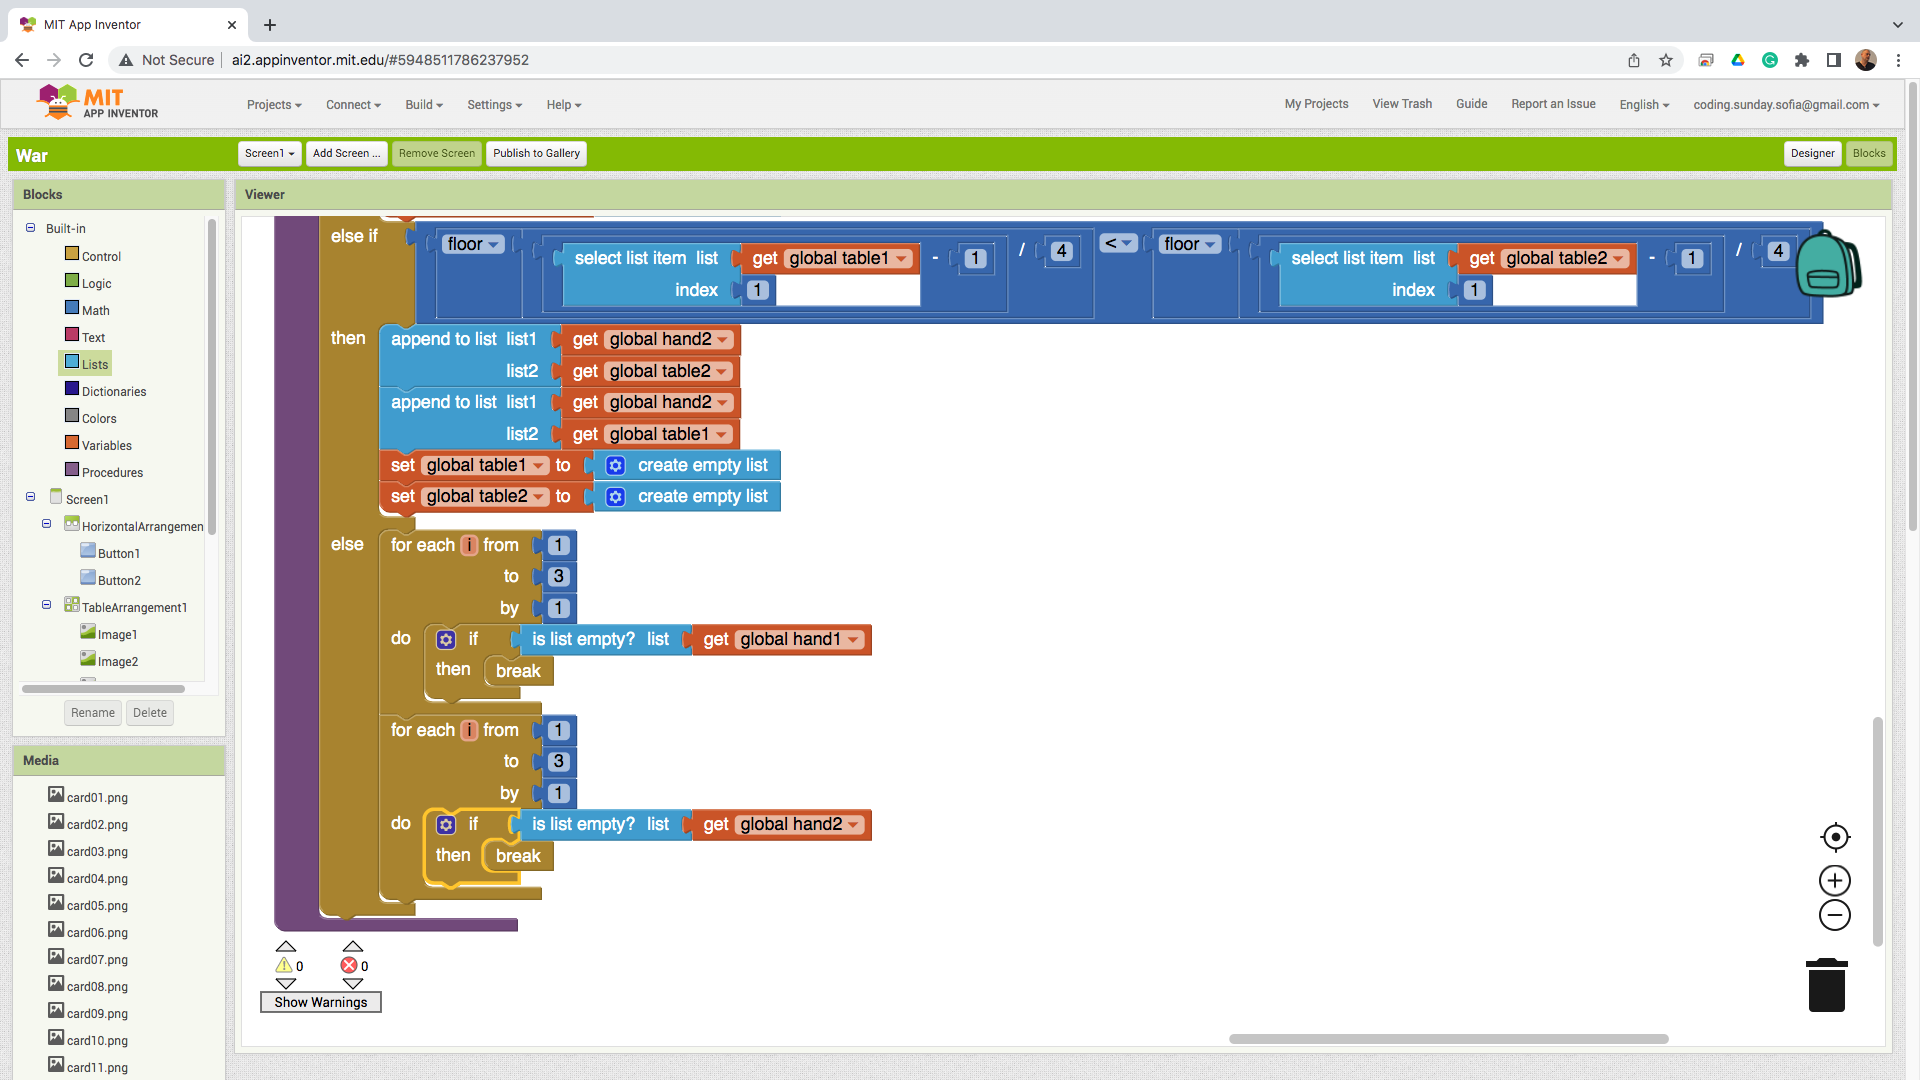 MIT App Inventor
Not Secure
ai2.appinventor.mit.edu/#5948511786237952
MIT
APP INVENTOR
Projects
Connect
Build
Settings
Help
My Projects
View Trash
Guide
Report an Issue
English
coding.sunday.sofia@gmail.com
War
Screen1
Add Screen ...
Remove Screen
Publish to Gallery
Designer
Blocks
Blocks
Built-in
Control
Logic
Math
Text
Lists
Dictionaries
Colors
Variables
Procedures
Screen1
HorizontalArrangemen
Button1
Button2
TableArrangement1
Image1
Image2
Rename
Delete
Media
card01.png
card02.png
card03.png
card04.png
card05.png
card06.png
card07.png
card08.png
card09.png
card10.png
card11.png
Viewer
else if floor select list item list get global table1 - 1 / 4 < floor select list item list get global table2 - 1 / 4
index 1 index 1
then append to list list1 get global hand2
list2 get global table2
append to list list1 get global hand2
list2 get global table1
set global table1 to create empty list
set global table2 to create empty list
else for each i from 1
to 3
by 1
do if is list empty? list get global hand1
then break
for each i from 1
to 3
by 1
do if is list empty? list get global hand2
then break
0 0
Show Warnings